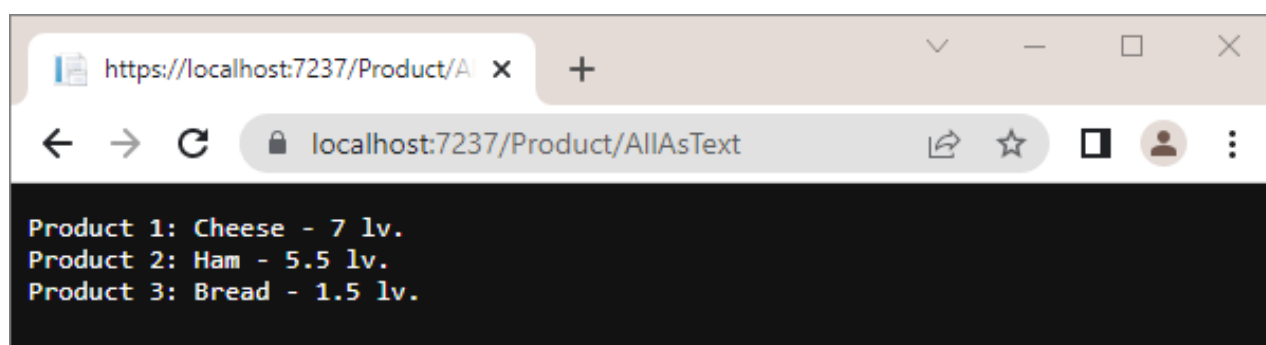 https://localhost:7237/Product/A
localhost:7237/Product/AllAsText
Product 1: Cheese - 7 lv.
Product 2: Ham - 5.5 lv.
Product 3: Bread - 1.5 lv.